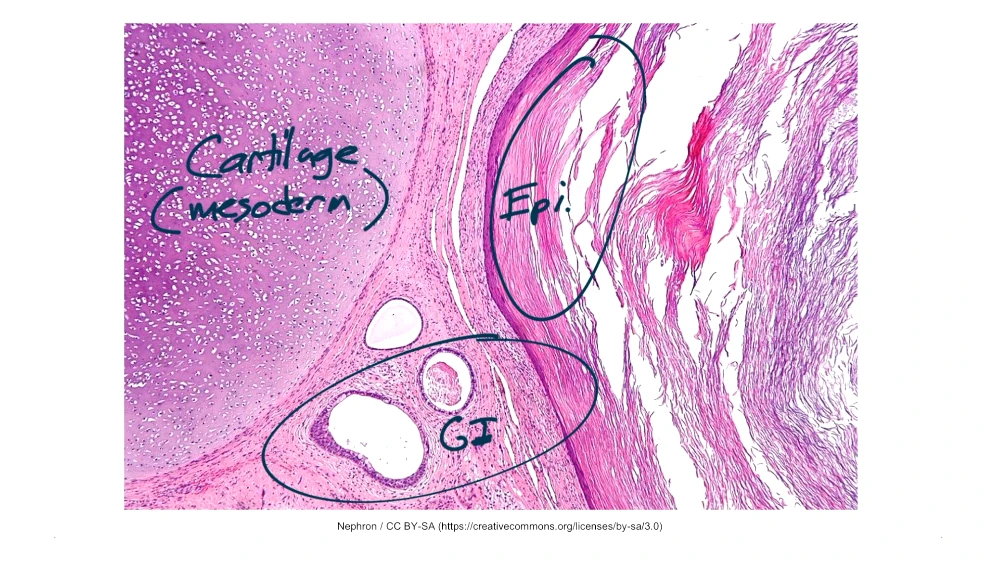 Cartilage
(mesoderm)
Epi.
GI
Nephron / CC BY-SA (https://creativecommons.org/licenses/by-sa/3.0)